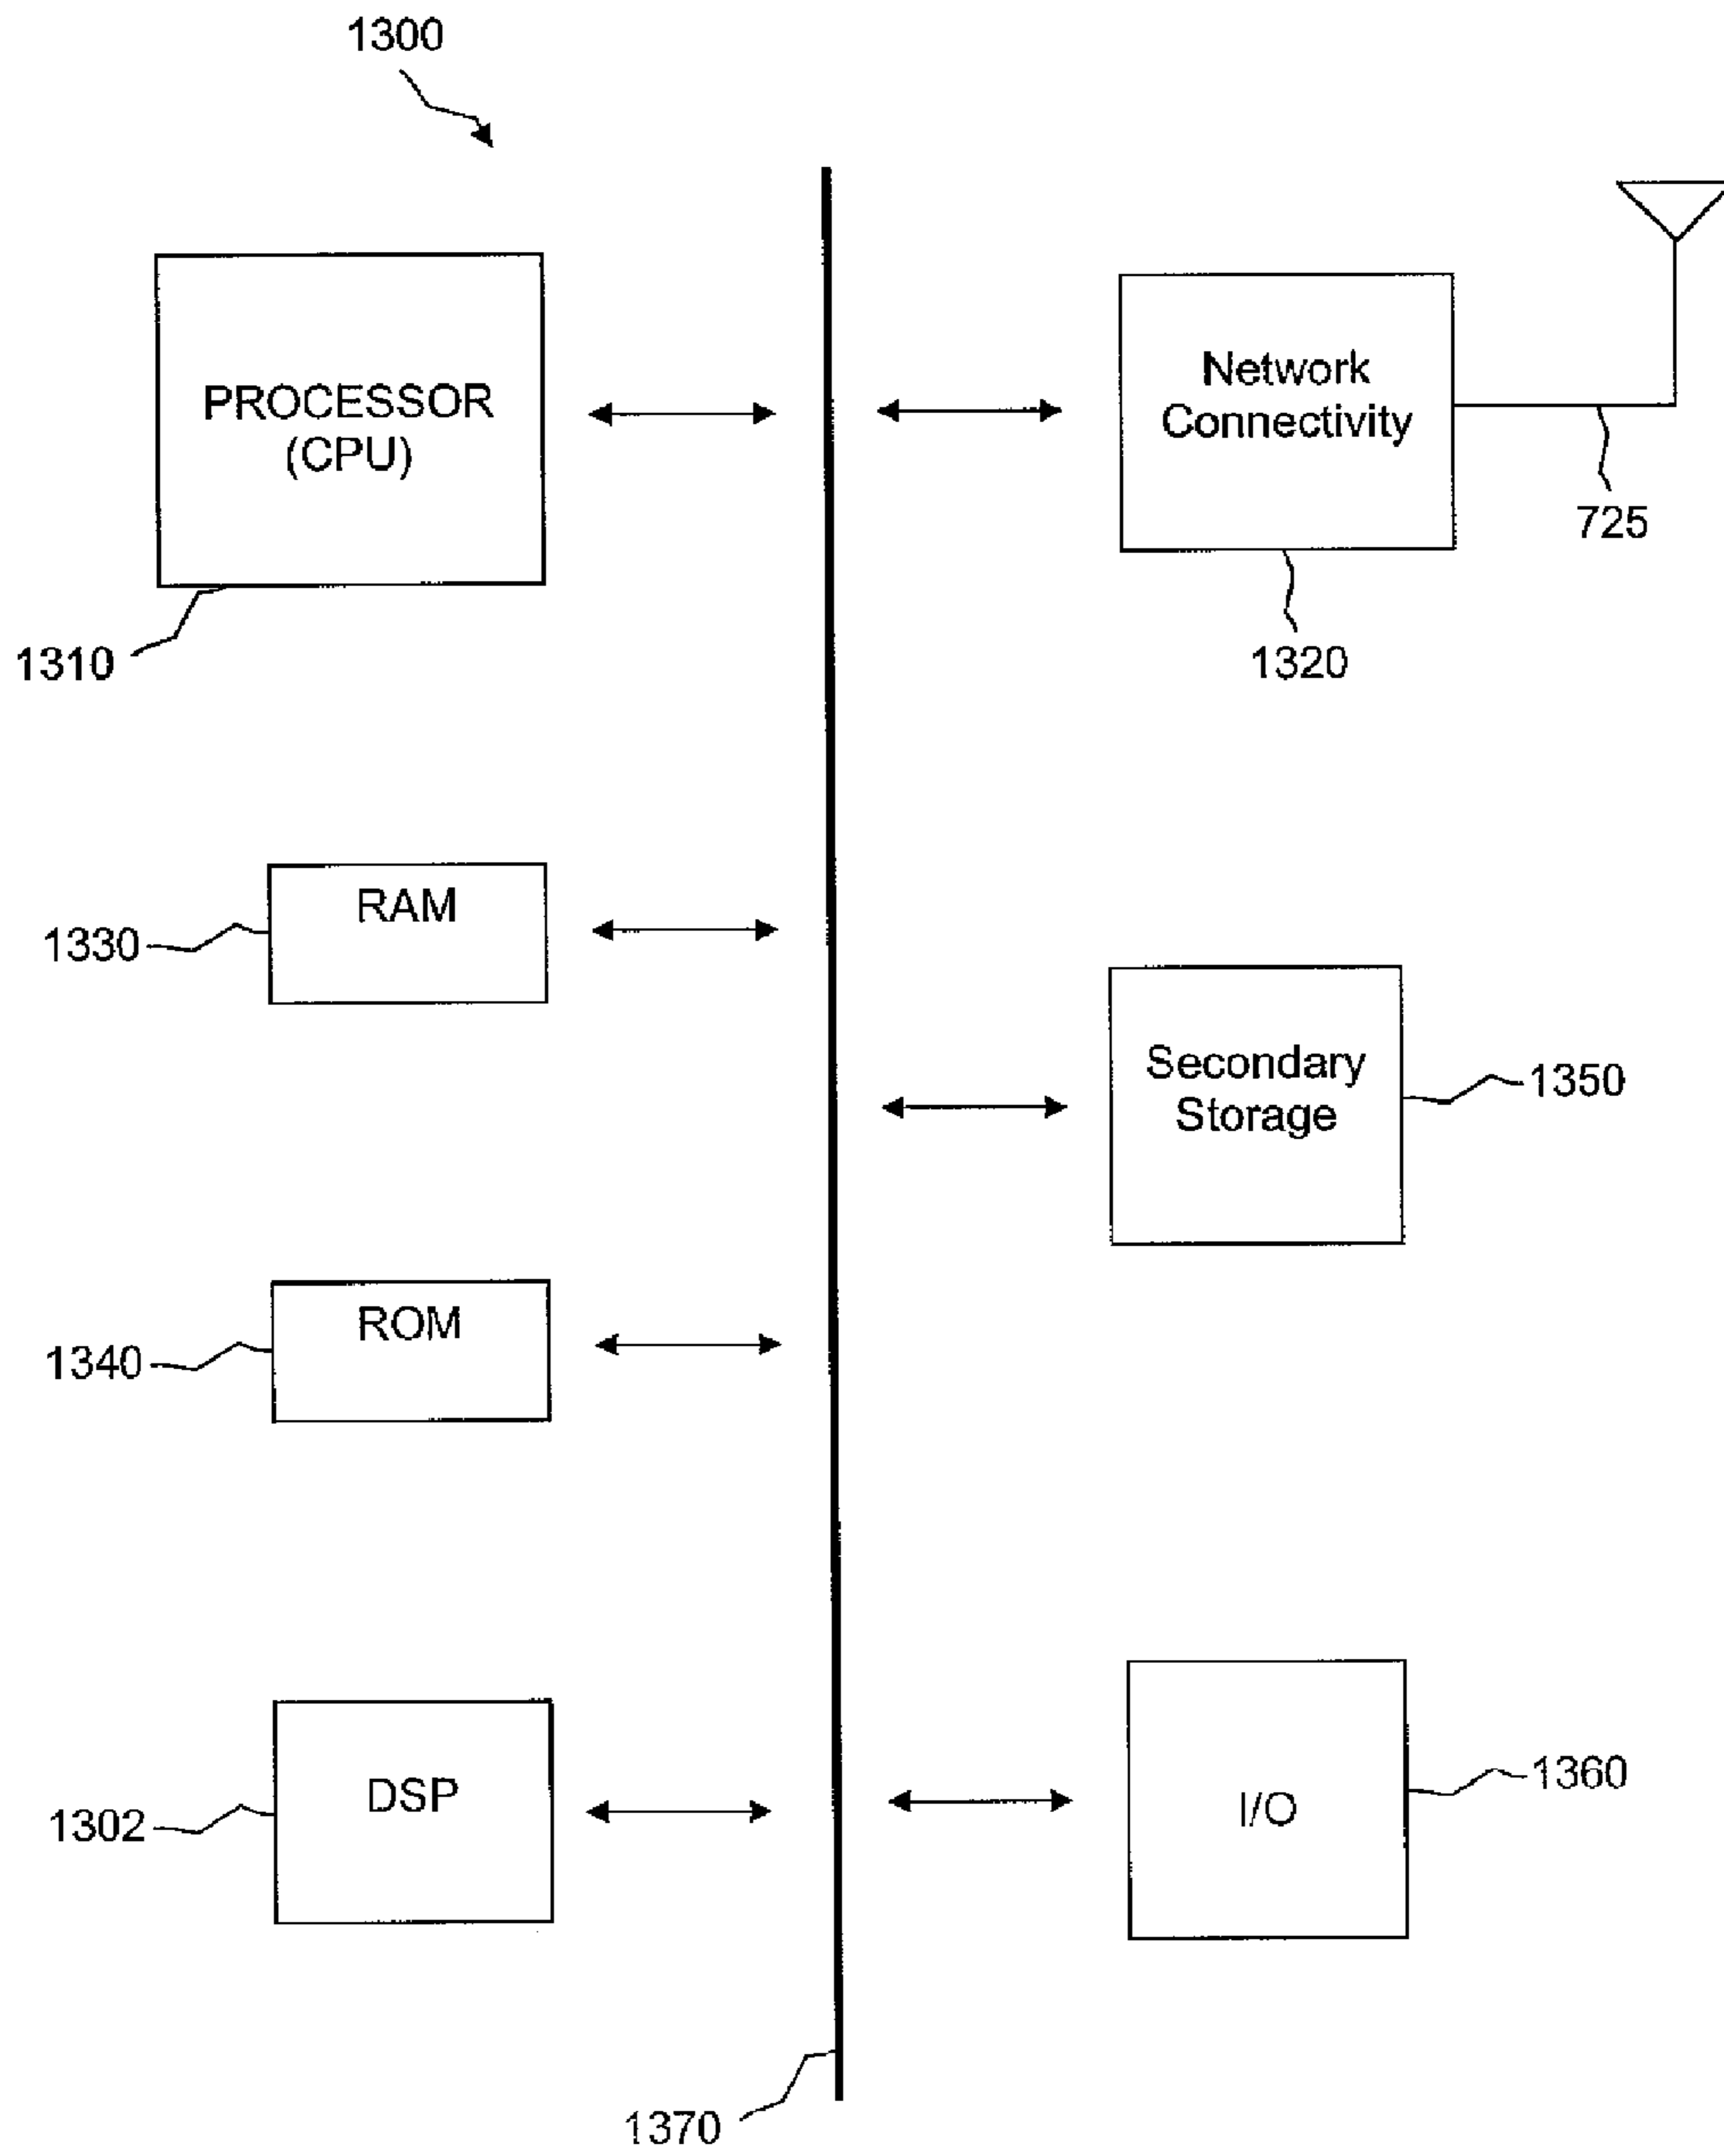 1300
PROCESSOR
(CPU)
Network
Connectivity
725
1310
1320
RAM
1330
Secondary
Storage
1350
ROM
1340
DSP
1302
I/O
1360
1370